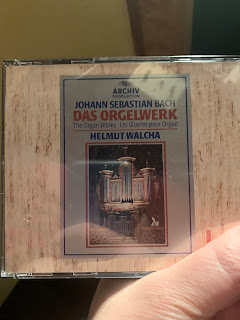 ARCHIV
PRODUKTION
JOHANN SEBASTIAN BACH
DAS ORGELWERK
The Organ Works · Les Œuvres pour Orgue
HELMUT WALCHA